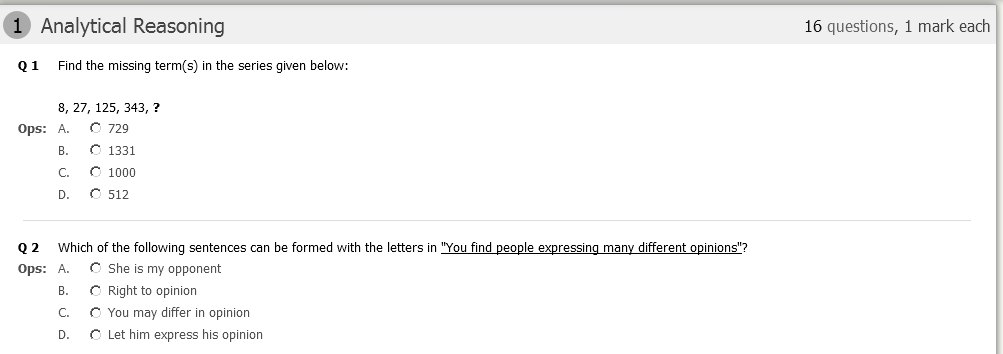 1 Analytical Reasoning 16 questions, 1 mark each
Q 1 Find the missing term(s) in the series given below:
8, 27, 125, 343, ?
Ops: A. 729
B. 1331
C. 1000
D. 512
Q 2 Which of the following sentences can be formed with the letters in "You find people expressing many different opinions"?
Ops: A. She is my opponent
B. Right to opinion
C. You may differ in opinion
D. Let him express his opinion